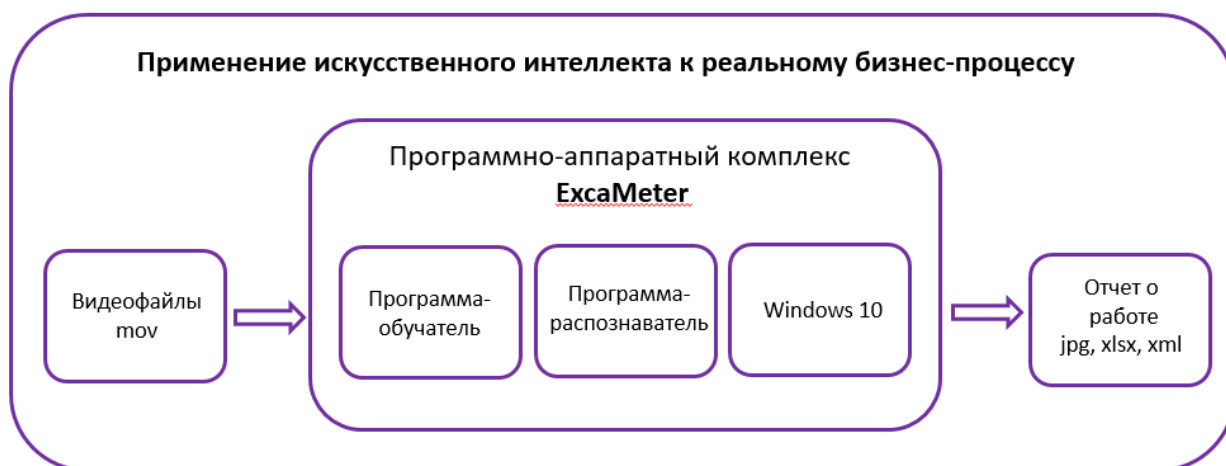 Применение искусственного интеллекта к реальному бизнес-процессу
Программно-аппаратный комплекс
ExcaMeter
Видеофайлы
mov
Программа-
обучатель
Программа-
распознаватель
Windows 10
Отчет о
работе
jpg, xlsx, xml